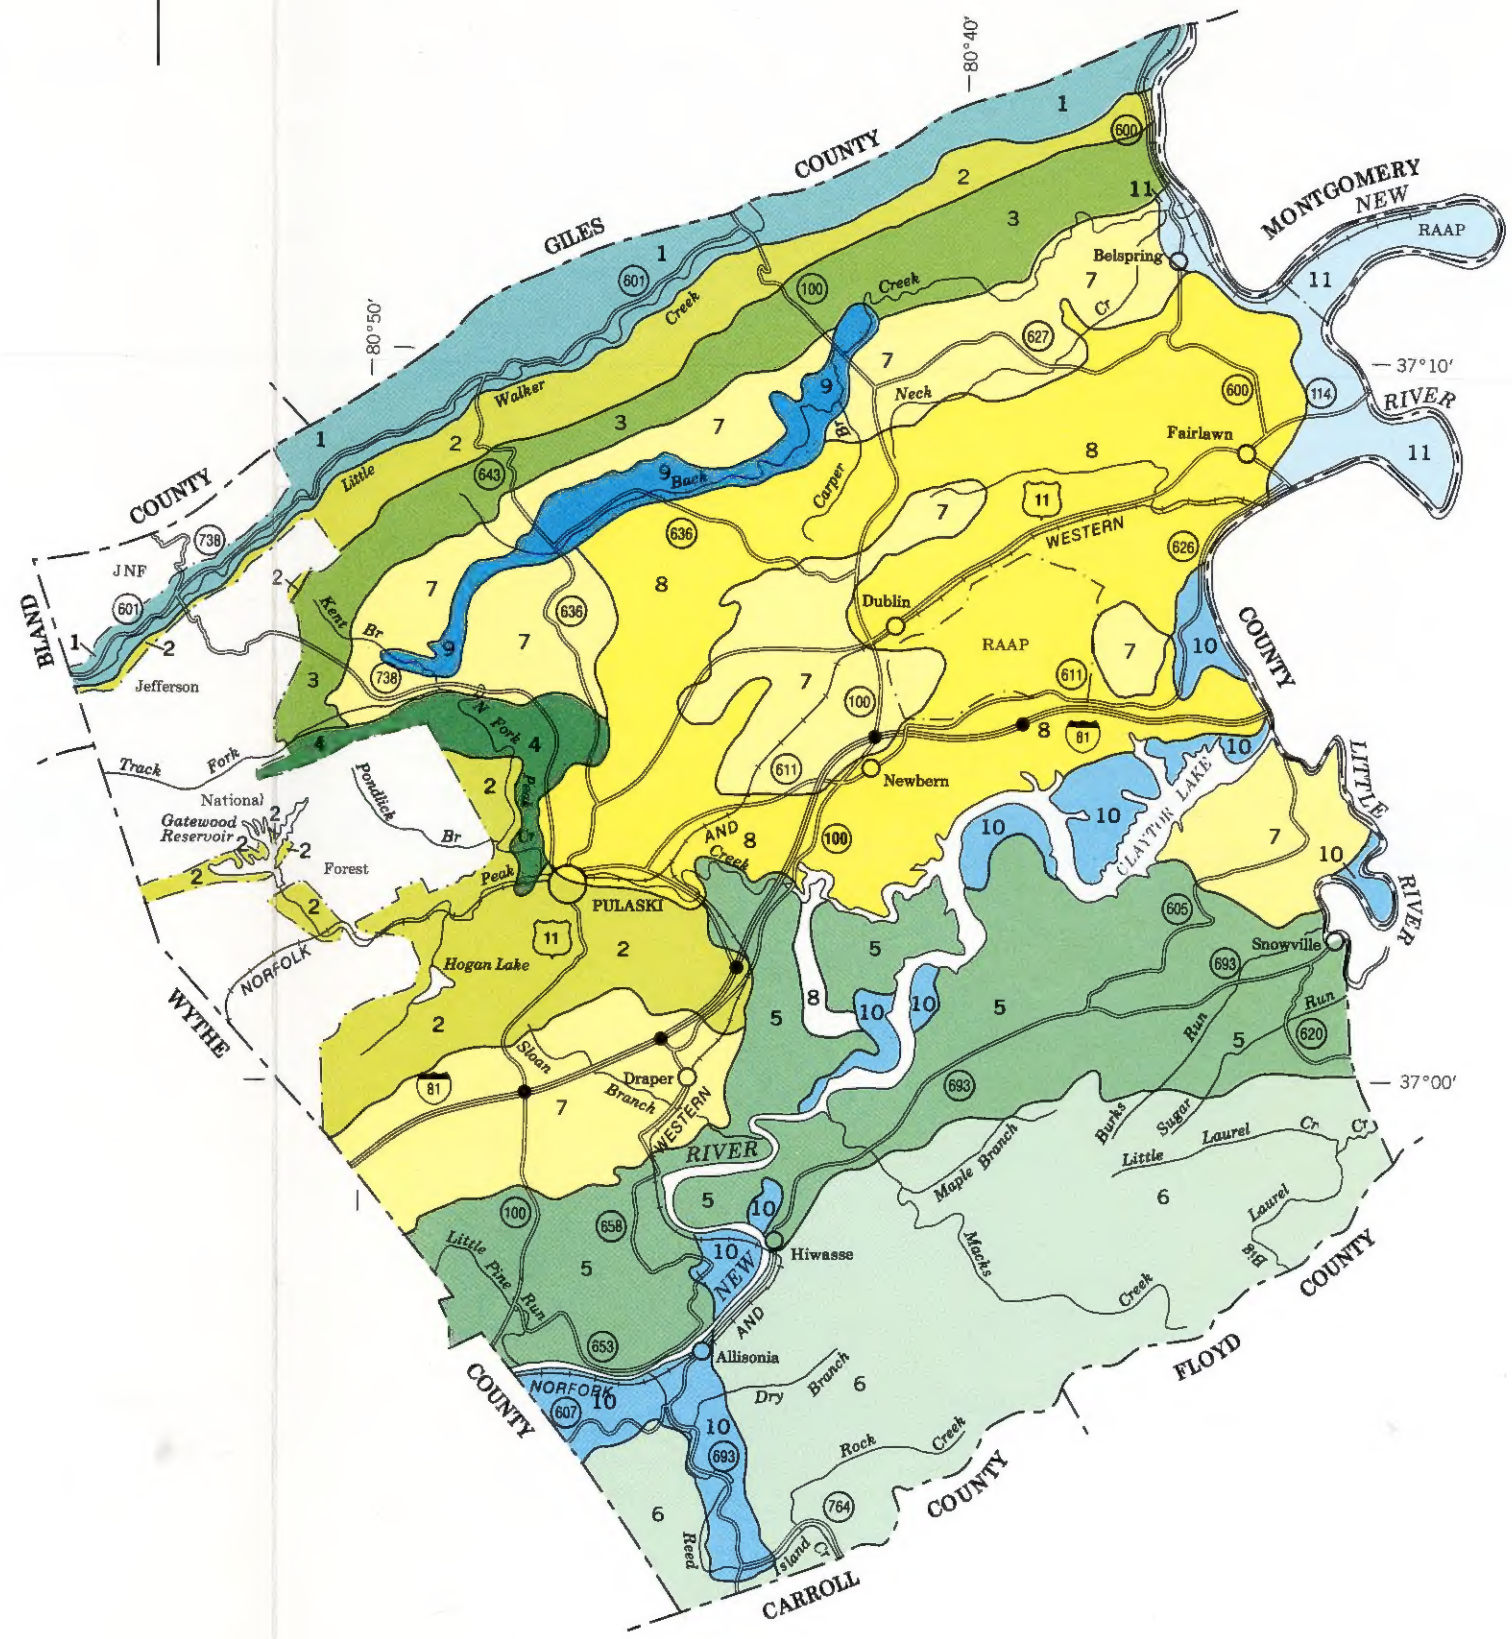 80°40'
1
600
COUNTY
2
11
MONTGOMERY
NEW
RAAP
GILES
1
3
Belspring
601
100
Creek
7
11
Creek
Cr
80°50'
627
7
37°10'
Walker
9
Neck
600
114
RIVER
1
2
3
7
Br
Fairlawn
11
Little
643
8
COUNTY
9
Back
Carper
11
7
738
636
WESTERN
626
JNF
2
7
8
601
Kent
636
Dublin
BLAND
Br
7
RAAP
10
COUNTY
1
2
9
7
Jefferson
3
738
7
611
100
N
Fork
8
81
10
4
4
LITTLE
Track
Fork
611
Newbern
CLAYTOR LAKE
Pondlick
2
Peak
National
Gatewood
Reservoir
2
2
2
Br
Cr
AND
8
100
10
10
7
10
Creek
Forest
2
Peak
PULASKI
RIVER
2
605
11
2
5
Snowville
NORFOLK
Hogan Lake
693
WYTHE
2
8
10
10
5
5
Run
Run
5
620
Sloan
81
Draper
37°00'
7
Branch
693
WESTERN
Burks
Sugar
RIVER
Maple Branch
Little
Laurel
Cr
Cr
5
10
6
100
658
Laurel
Little
Hiwasse
Macks
Big
10
5
Pine
NEW
COUNTY
Run
Creek
AND
653
Allisonia
FLOYD
COUNTY
NORFORK
10
607
Dry
Branch
6
10
693
Rock
Creek
COUNTY
6
764
Reed
Island
Cr
CARROLL